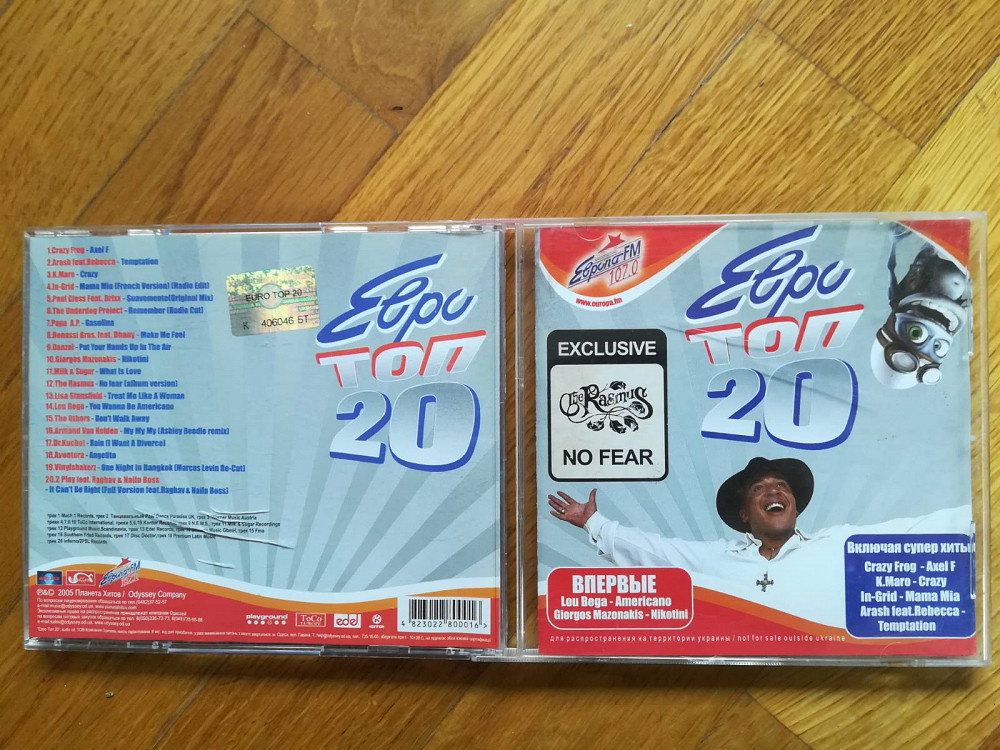 1.Crazy Frog - Axel F
2.Arash feat.Rebecca - Temptation
3.K.Maro - Crazy
4.In-Grid - Mama Mia (French Version) (Radio Edit)
5.Paul Cless Feat. Brixx - Suavemente(Original Mix)
6.The Underdog Project - Remember (Radio Cut)
7.Papa A.P. - Gasolina
8.Benassi Bros. feat. Dhany - Make Me Feel
9.Danzel - Put Your Hands Up In The Air
10.Giorgos Mazonakis - Nikotini
11.Milk & Sugar - What Is Love
12.The Rasmus - No fear (album version)
13.Lisa Stansfield - Treat Me Like A Woman
14.Lou Bega - You Wanna Be Americano
15.The Others - Don't Walk Away
16.Armand Van Helden - My My My (Ashley Beedle remix)
17.Dr.Kucho! - Rain (I Want A Divorce)
18.Aventura - Angelito
19.Vinylshakerz - One Night In Bangkok (Marcus Levin Re-Cut)
20.2 Play feat. Raghav & Naila Boss
- It Can't Be Right (Full Version feat.Raghav & Naila Boss)
EURO TOP 20
К 406046 БТ
Евро
ТОП
20
℗&© 2005 Планета Хитов / Odyssey Company
playground
ToCo
edel
4 823022 800016
Европа FM
107.0
www.europa.fm
Евро
ТОП
20
EXCLUSIVE
The Rasmus
NO FEAR
ВПЕРВЫЕ
Lou Bega - Americano
Giorgos Mazonakis - Nikotini
Включая супер хиты
Crazy Frog - Axel F
K.Maro - Crazy
In-Grid - Mama Mia
Arash feat.Rebecca -
Temptation
для распространения на территории украины / not for sale outside ukraine